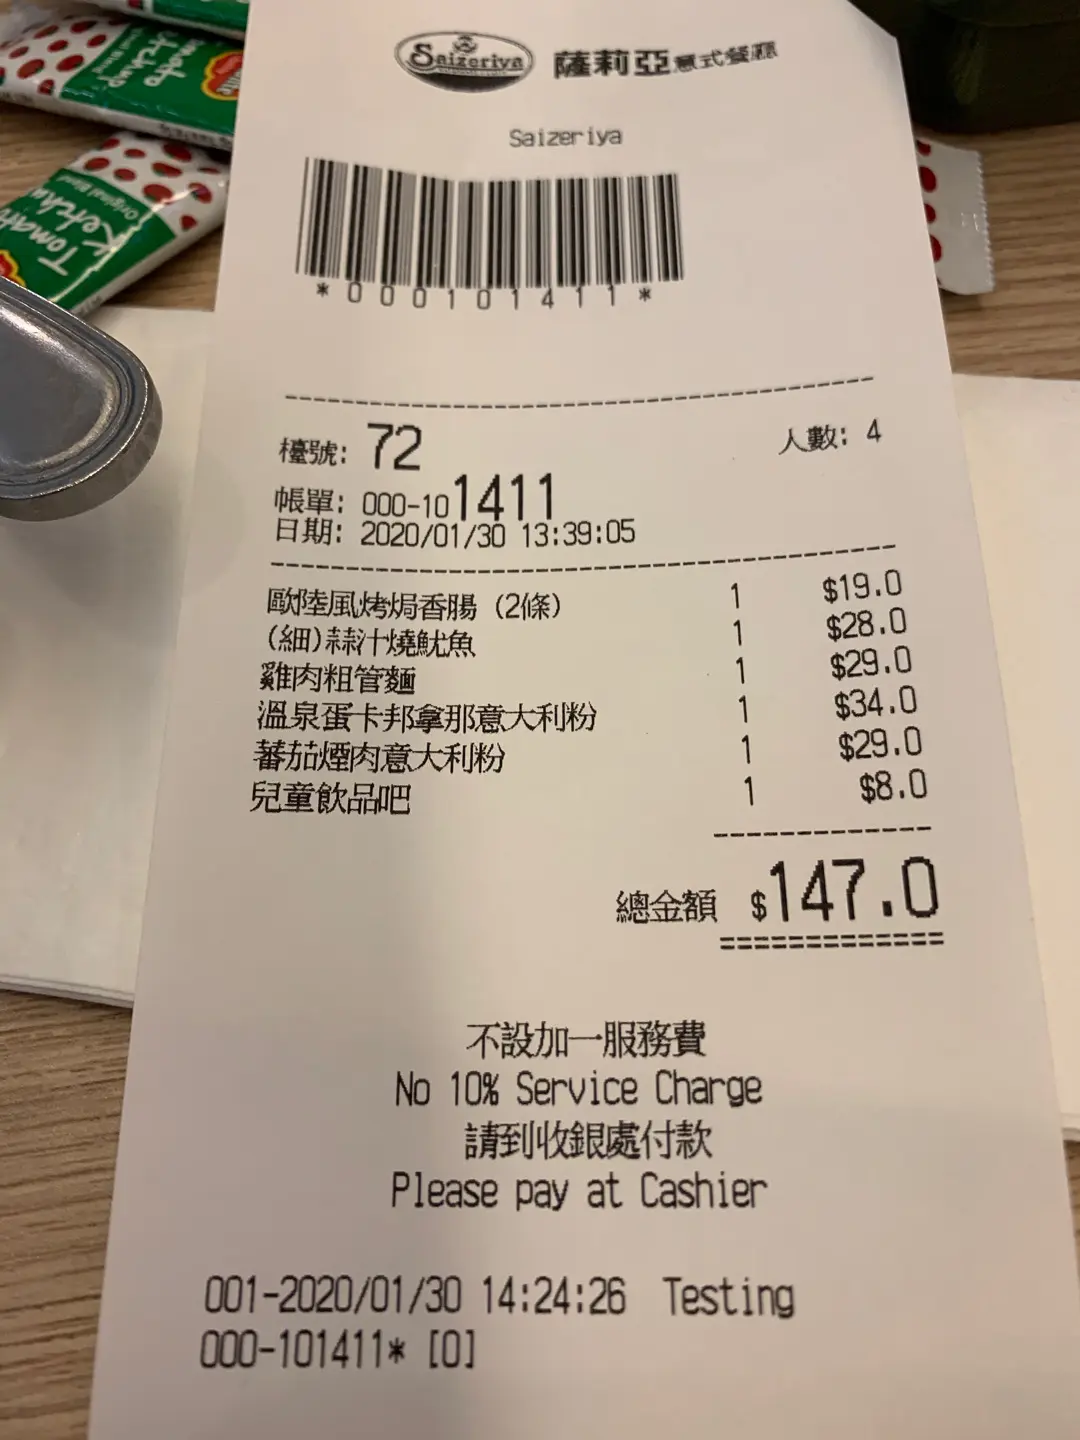 Tomato
Ketchup
Tomato
Ketchup
Original Blend
Saizeriya 薩莉亞意式餐廳
Saizeriya
*000101411*
檯號: 72 人數: 4
帳單: 000-101411
日期: 2020/01/30 13:39:05
歐陸風烤焗香腸 (2條) 1 $19.0
(細)蒜汁燒魷魚 1 $28.0
雞肉粗管麵 1 $29.0
溫泉蛋卡邦拿那意大利粉 1 $34.0
蕃茄煙肉意大利粉 1 $29.0
兒童飲品吧 1 $8.0
總金額 $147.0
不設加一服務費
No 10% Service Charge
請到收銀處付款
Please pay at Cashier
001-2020/01/30 14:24:26 Testing
000-101411* [0]